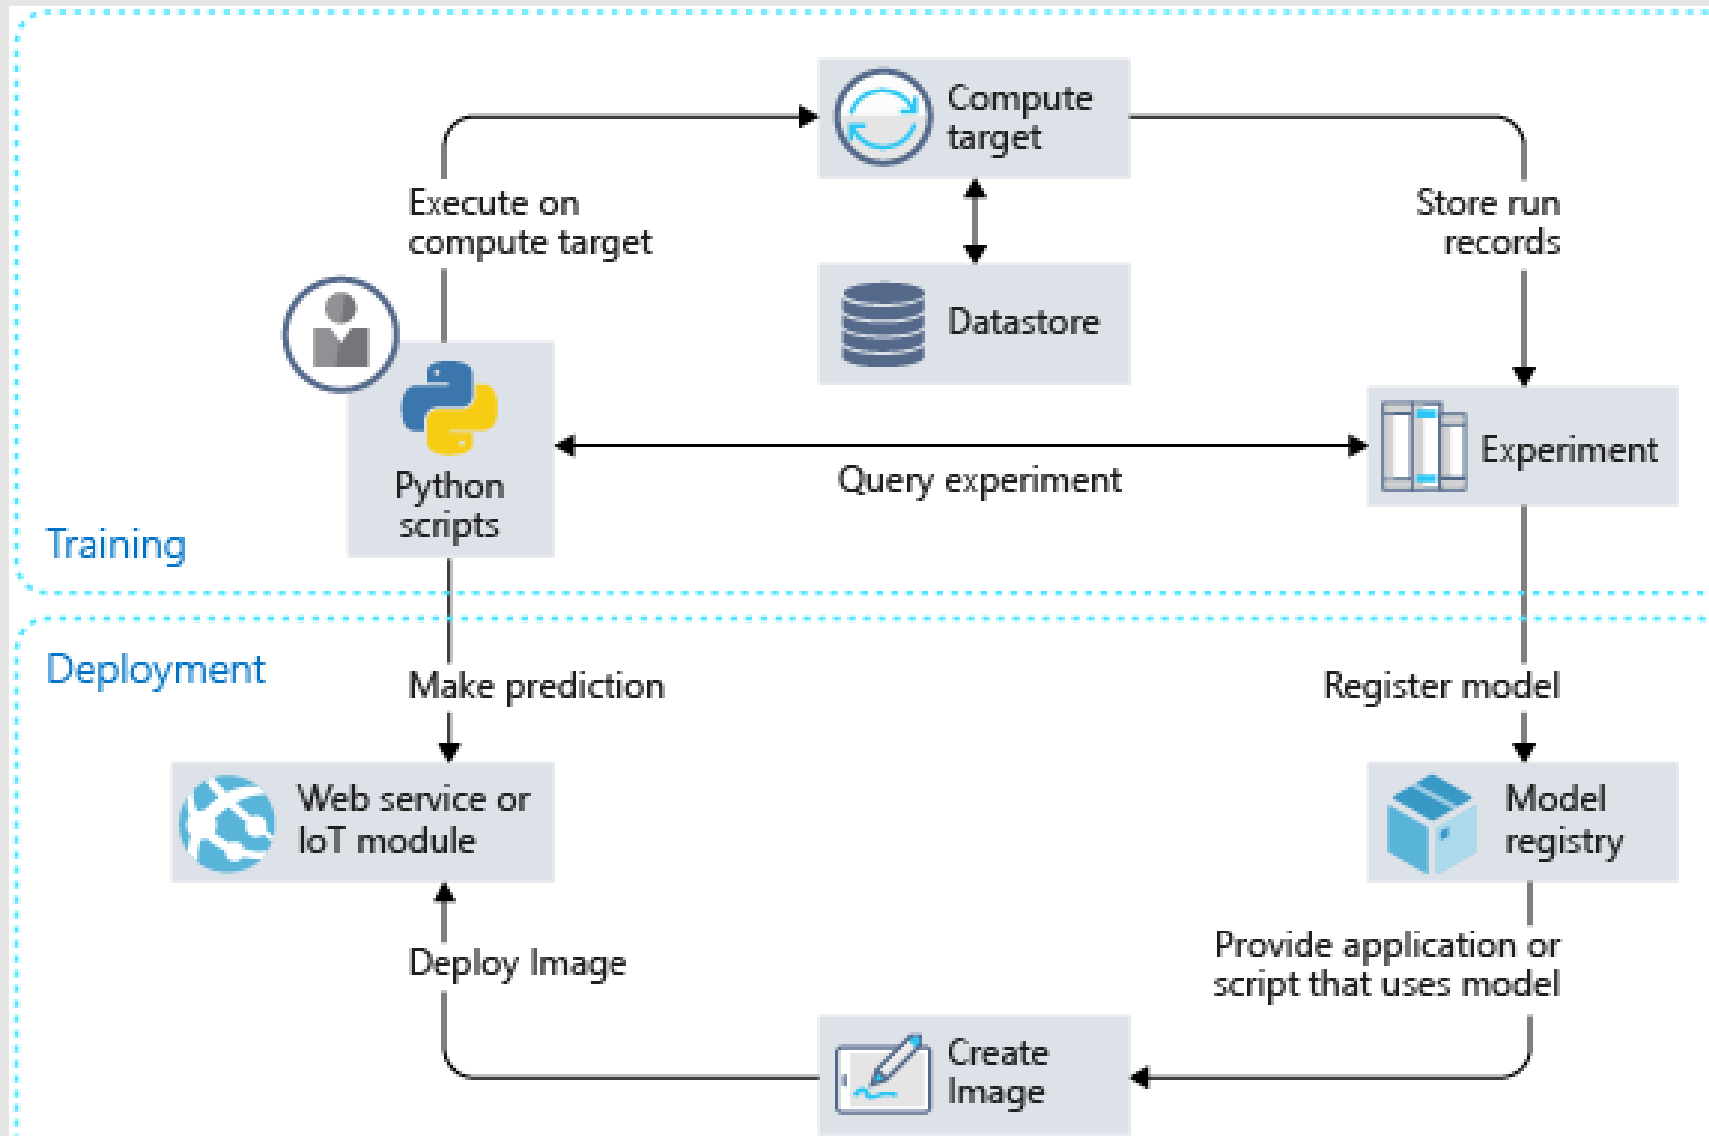 Compute
target
Execute on
compute target
Store run
records
Datastore
Python
scripts
Query experiment
Experiment
Training
Deployment
Make prediction
Register model
Web service or
IoT module
Model
registry
Deploy Image
Provide application or
script that uses model
Create
Image